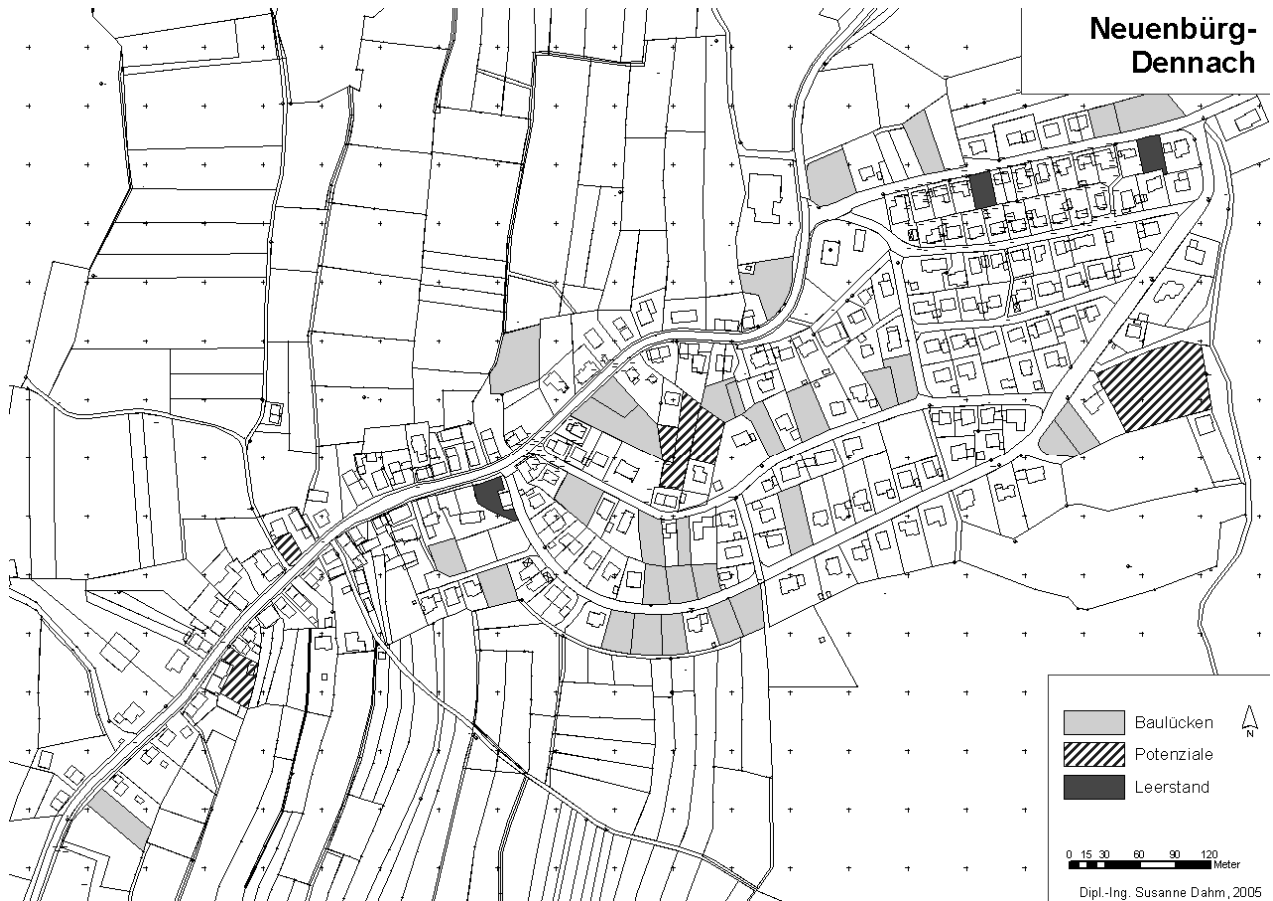 Neuenbürg-
Dennach
Baulücken
N
Potenziale
Leerstand
0 15 30 60 90 120
Meter
Dipl.-Ing. Susanne Dahm, 2005